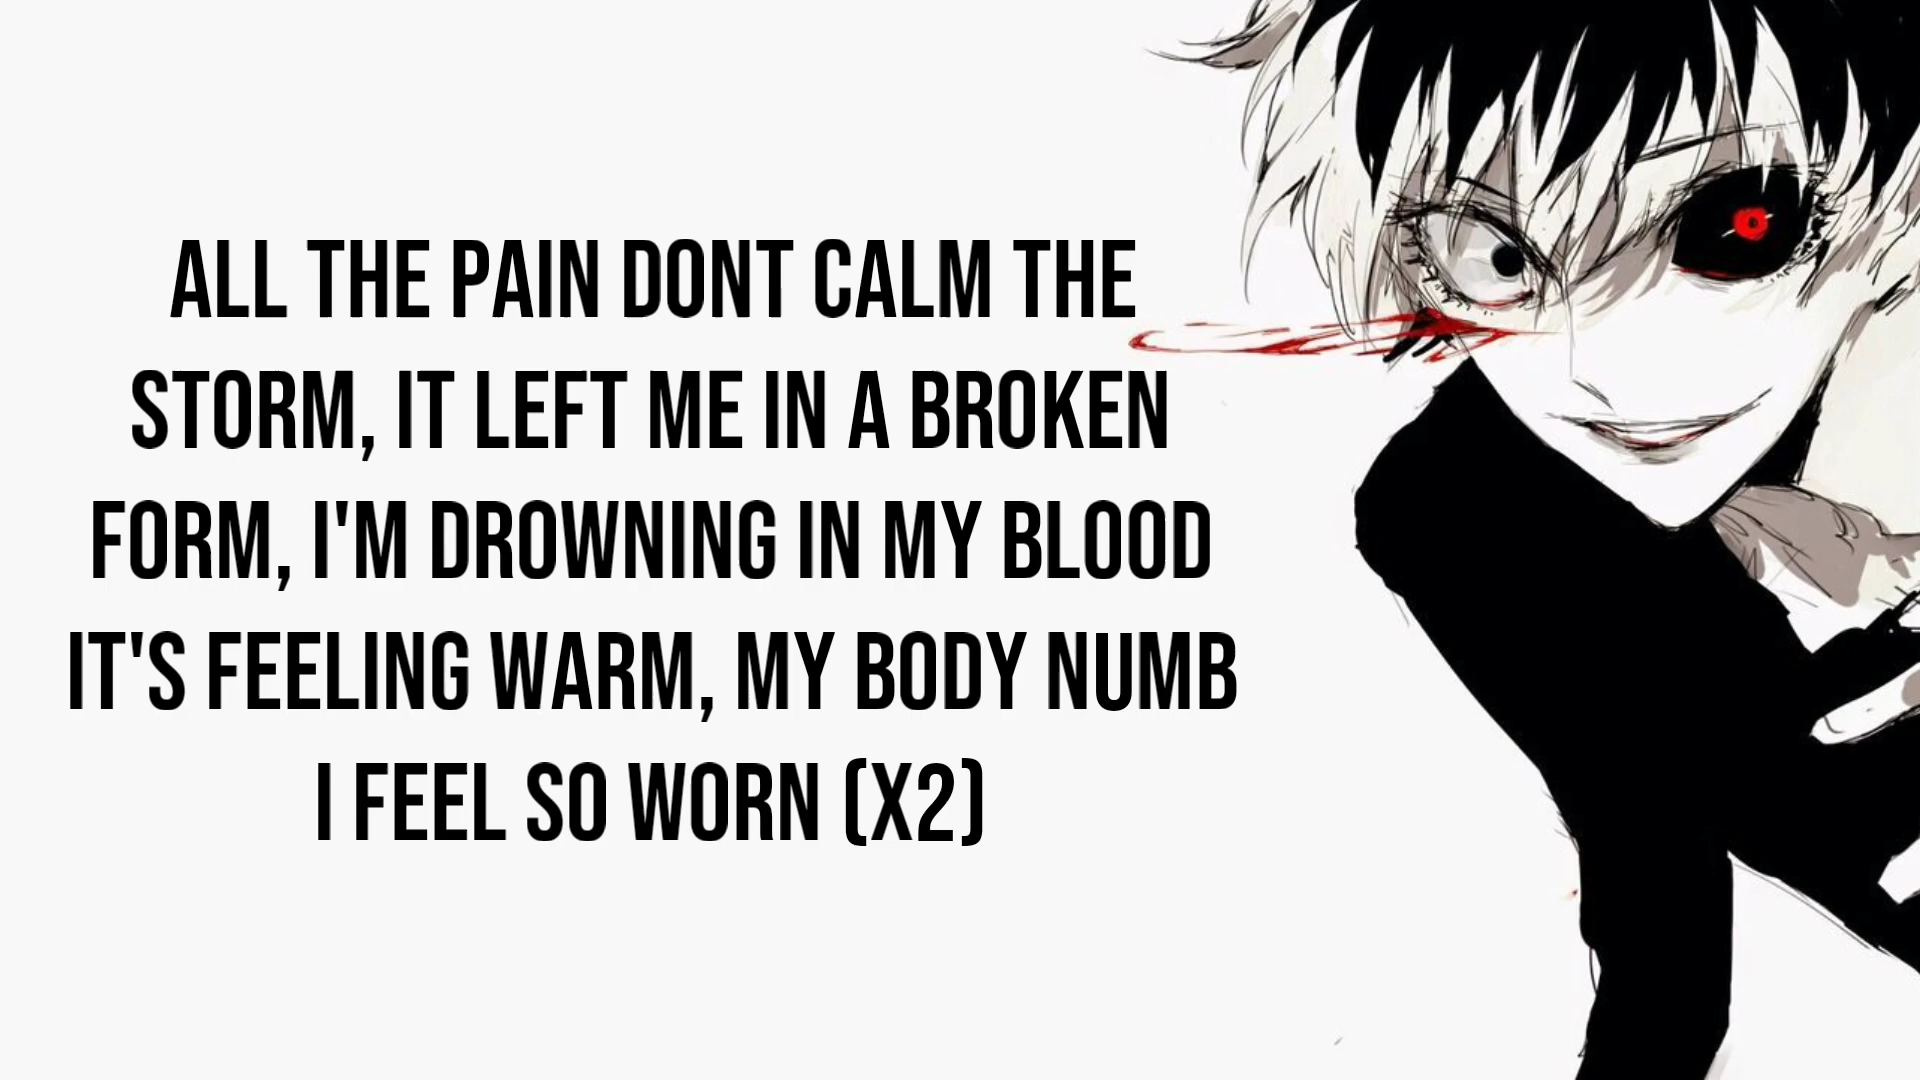 ALL THE PAIN DONT CALM THE
STORM, IT LEFT ME IN A BROKEN
FORM, I'M DROWNING IN MY BLOOD
IT'S FEELING WARM, MY BODY NUMB
I FEEL SO WORN (X2)